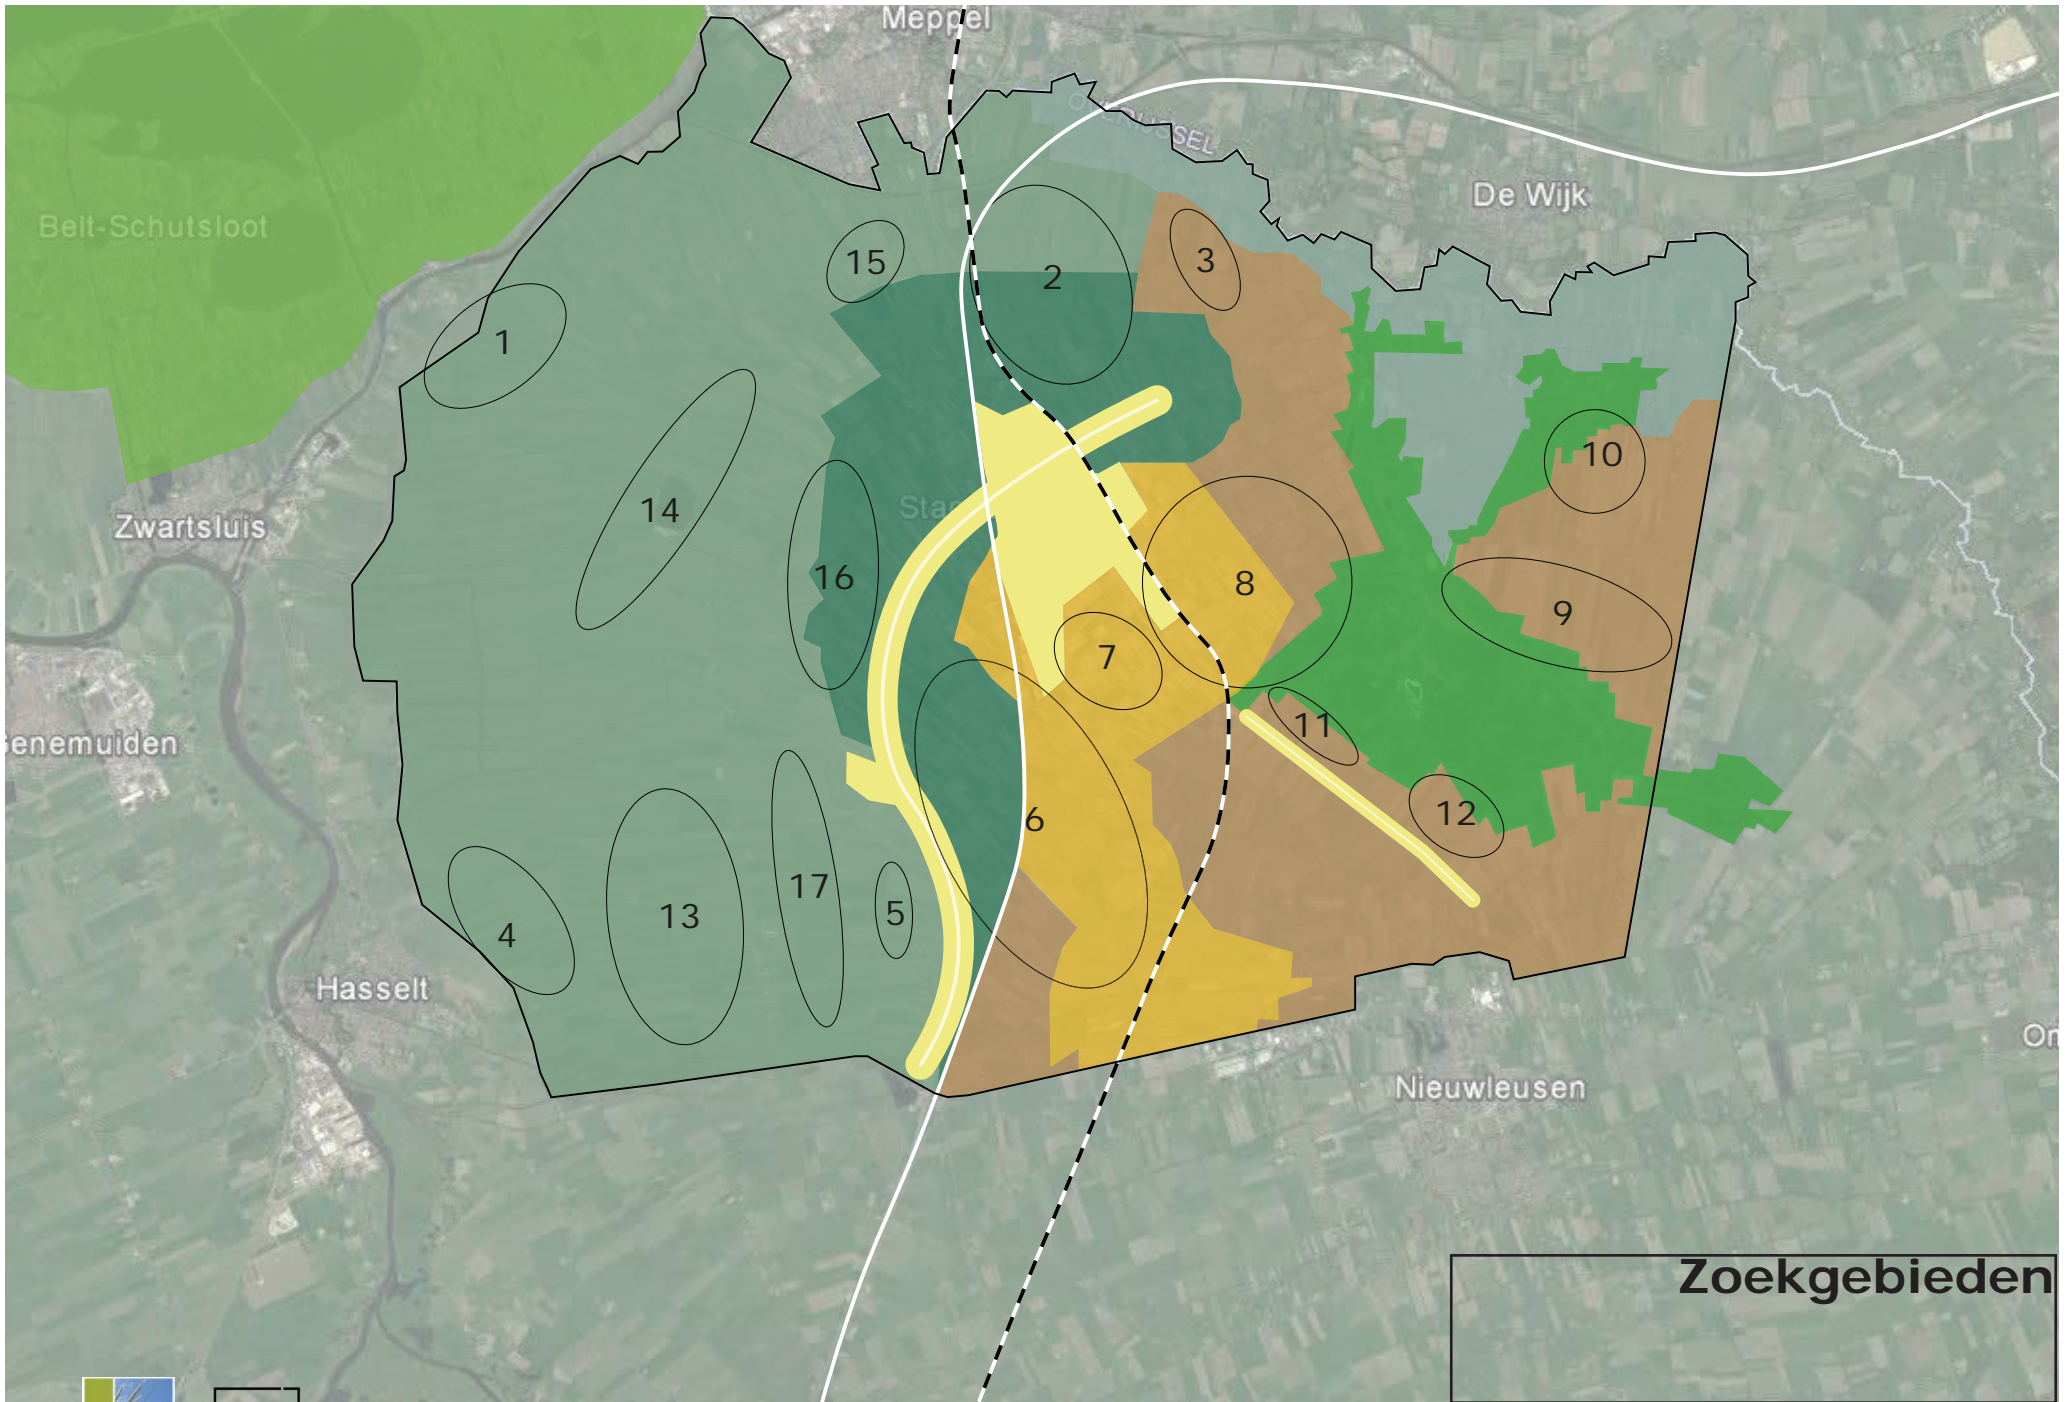 Meppel
De Wijk
Belt-Schutsloot
15
2
3
1
10
14
Zwartsluis
16
8
9
7
11
Genemuiden
12
6
17
5
13
4
Hasselt
Nieuwleusen
Zoekgebieden